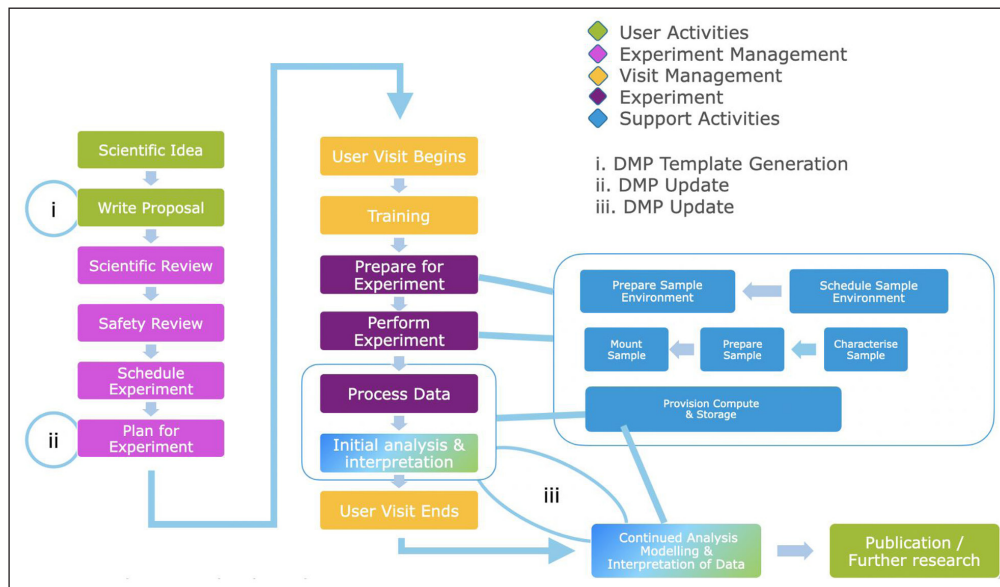 User Activities
Experiment Management
Visit Management
Experiment
Support Activities
i. DMP Template Generation
ii. DMP Update
iii. DMP Update
Scientific Idea
i
Write Proposal
Scientific Review
Safety Review
Schedule
Experiment
ii
Plan for
Experiment
User Visit Begins
Training
Prepare for
Experiment
Perform
Experiment
Process Data
Initial analysis &
interpretation
User Visit Ends
iii
Prepare Sample
Environment
Schedule Sample
Environment
Mount
Sample
Prepare
Sample
Characterise
Sample
Provision Compute
& Storage
Continued Analysis
Modelling &
Interpretation of Data
Publication /
Further research